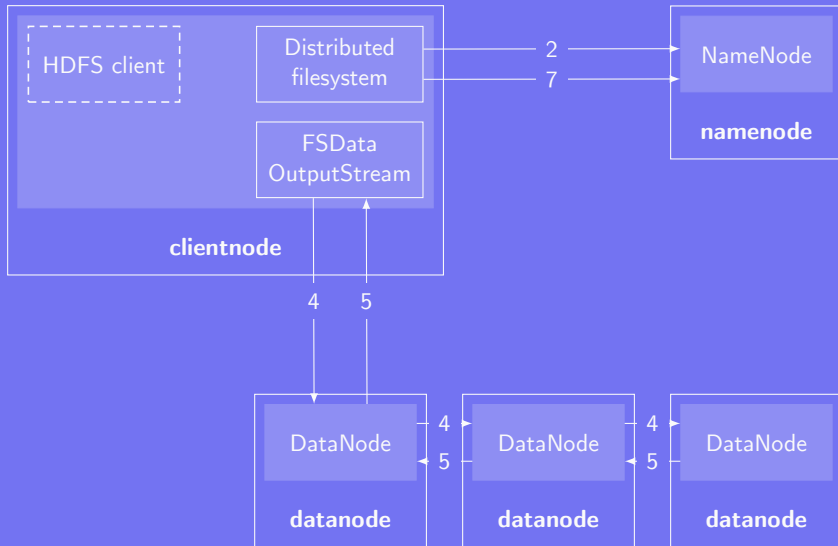 HDFS client
Distributed
filesystem
2
7
NameNode
namenode
FSData
OutputStream
clientnode
4
5
DataNode
4
5
DataNode
4
5
DataNode
datanode
datanode
datanode